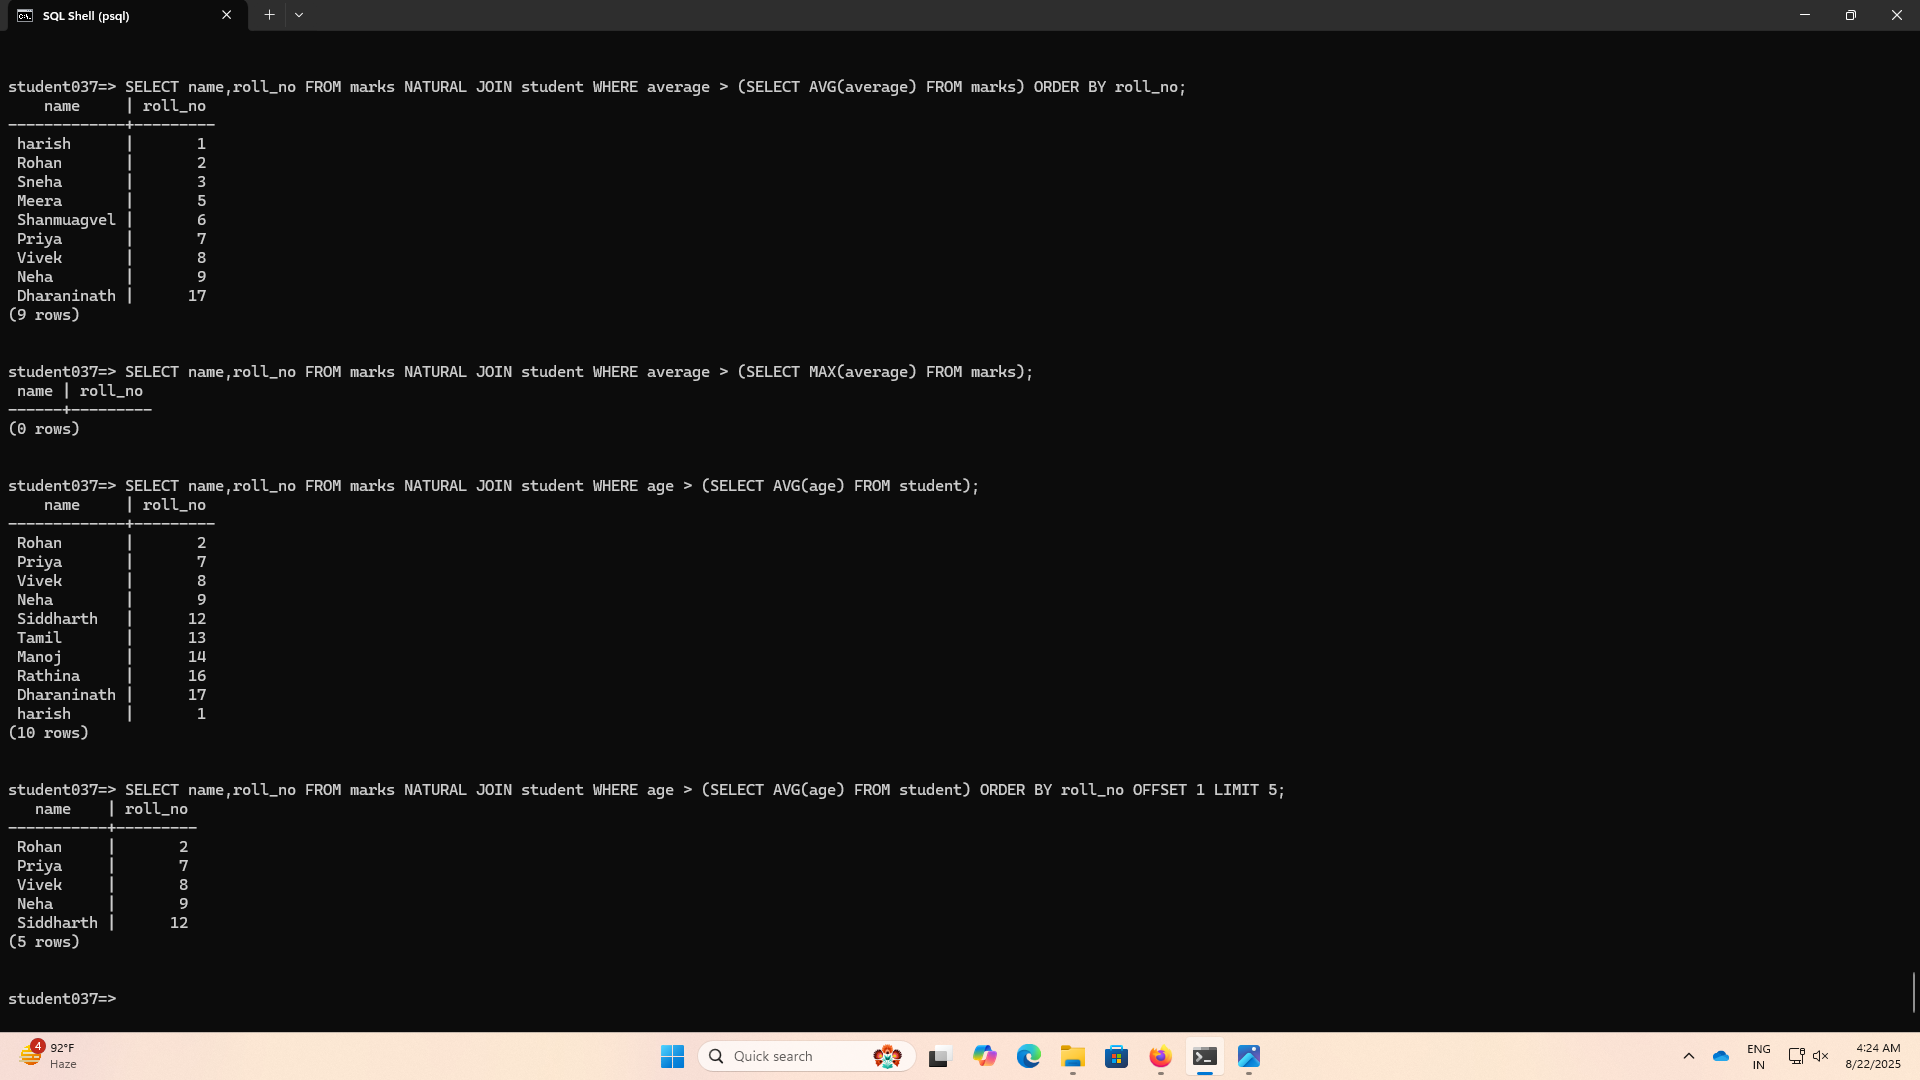 SQL Shell (psql)
student037=> SELECT name,roll_no FROM marks NATURAL JOIN student WHERE average > (SELECT AVG(average) FROM marks) ORDER BY roll_no;
    name     | roll_no
-------------+---------
 harish      |       1
 Rohan       |       2
 Sneha       |       3
 Meera       |       5
 Shanmuagvel |       6
 Priya       |       7
 Vivek       |       8
 Neha        |       9
 Dharaninath |      17
(9 rows)
student037=> SELECT name,roll_no FROM marks NATURAL JOIN student WHERE average > (SELECT MAX(average) FROM marks);
 name | roll_no
------+---------
(0 rows)
student037=> SELECT name,roll_no FROM marks NATURAL JOIN student WHERE age > (SELECT AVG(age) FROM student);
    name     | roll_no
-------------+---------
 Rohan       |       2
 Priya       |       7
 Vivek       |       8
 Neha        |       9
 Siddharth   |      12
 Tamil       |      13
 Manoj       |      14
 Rathina     |      16
 Dharaninath |      17
 harish      |       1
(10 rows)
student037=> SELECT name,roll_no FROM marks NATURAL JOIN student WHERE age > (SELECT AVG(age) FROM student) ORDER BY roll_no OFFSET 1 LIMIT 5;
   name    | roll_no
-----------+---------
 Rohan     |       2
 Priya     |       7
 Vivek     |       8
 Neha      |       9
 Siddharth |      12
(5 rows)
student037=>
4
92°F
Haze
Quick search
ENG
IN
4:24 AM
8/22/2025